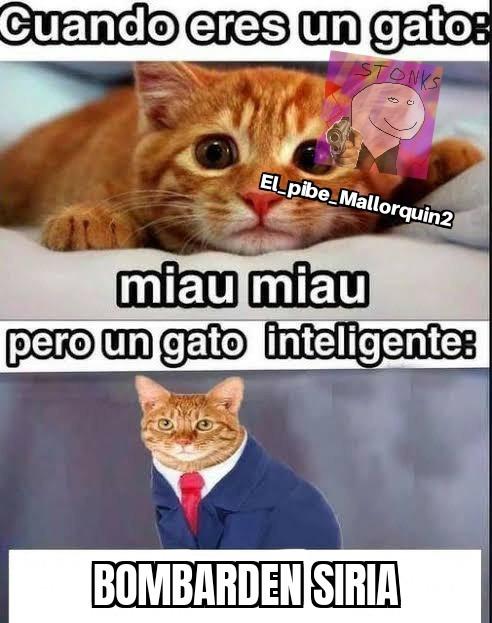 Cuando eres un gato:
STONKS
El_pibe_Mallorquin2
miau miau
pero un gato inteligente:
BOMBARDEN SIRIA